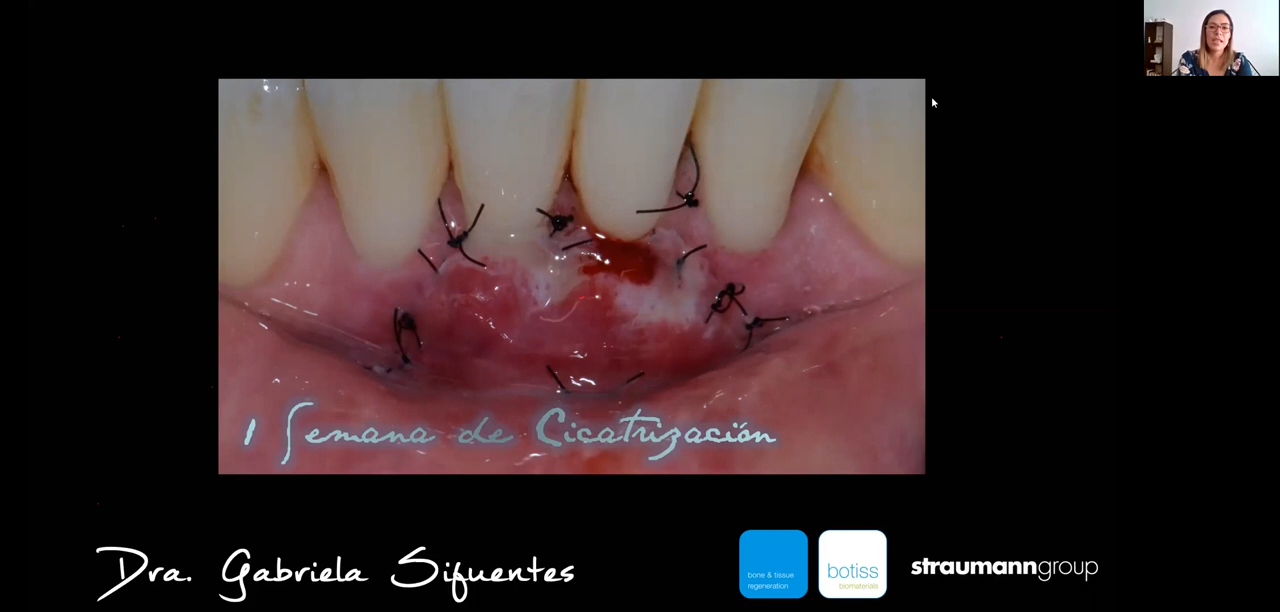 1 Semana de Cicatrización
Dra. Gabriela Sifuentes
bone & tissue
regeneration
botiss
biomaterials
straumanngroup